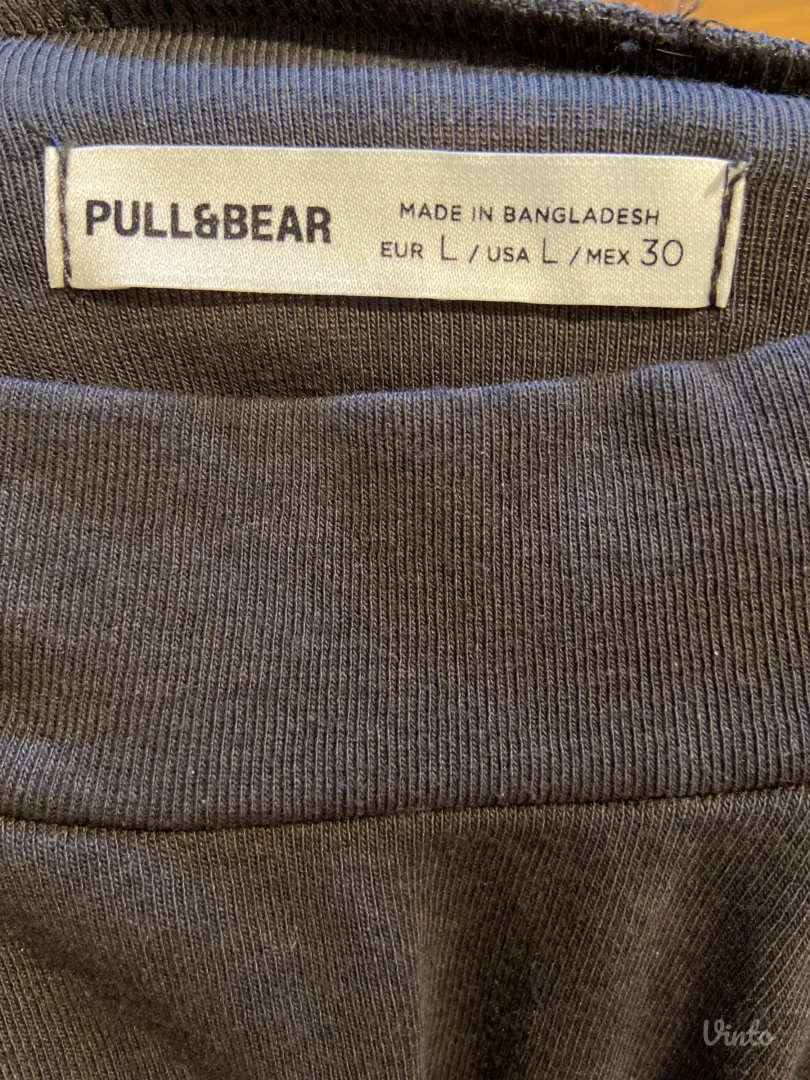 PULL&BEAR
MADE IN BANGLADESH
EUR L / USA L / MEX 30
Vinto